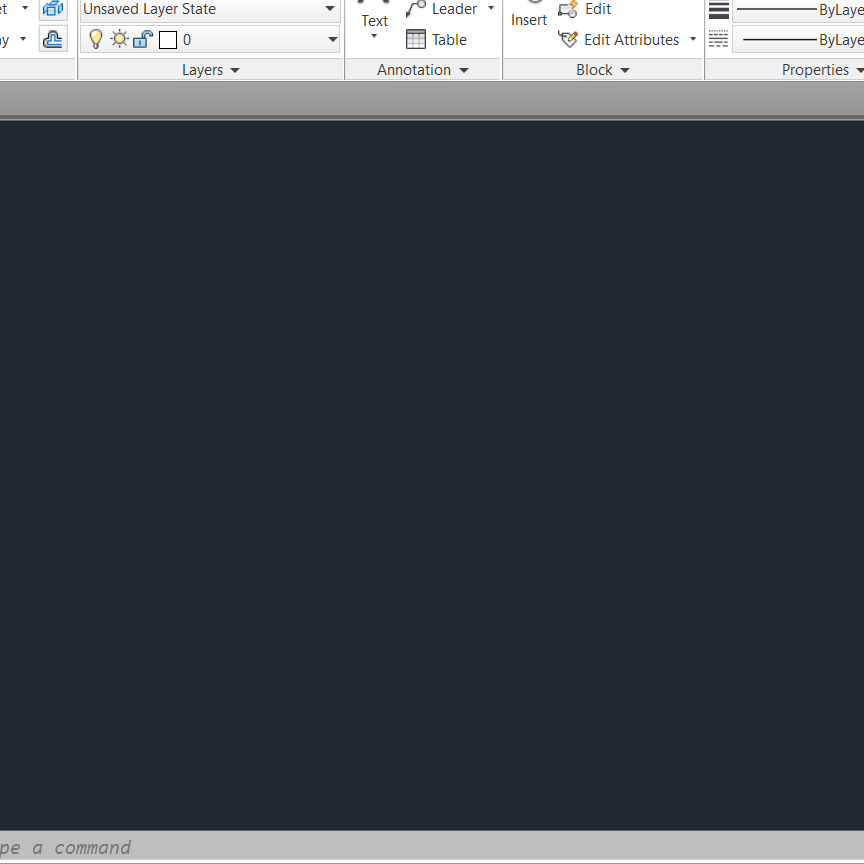 et Unsaved Layer State Text Leader Insert Edit ByLaye
ay 0 Table Edit Attributes ByLaye
Layers Annotation Block Properties
pe a command